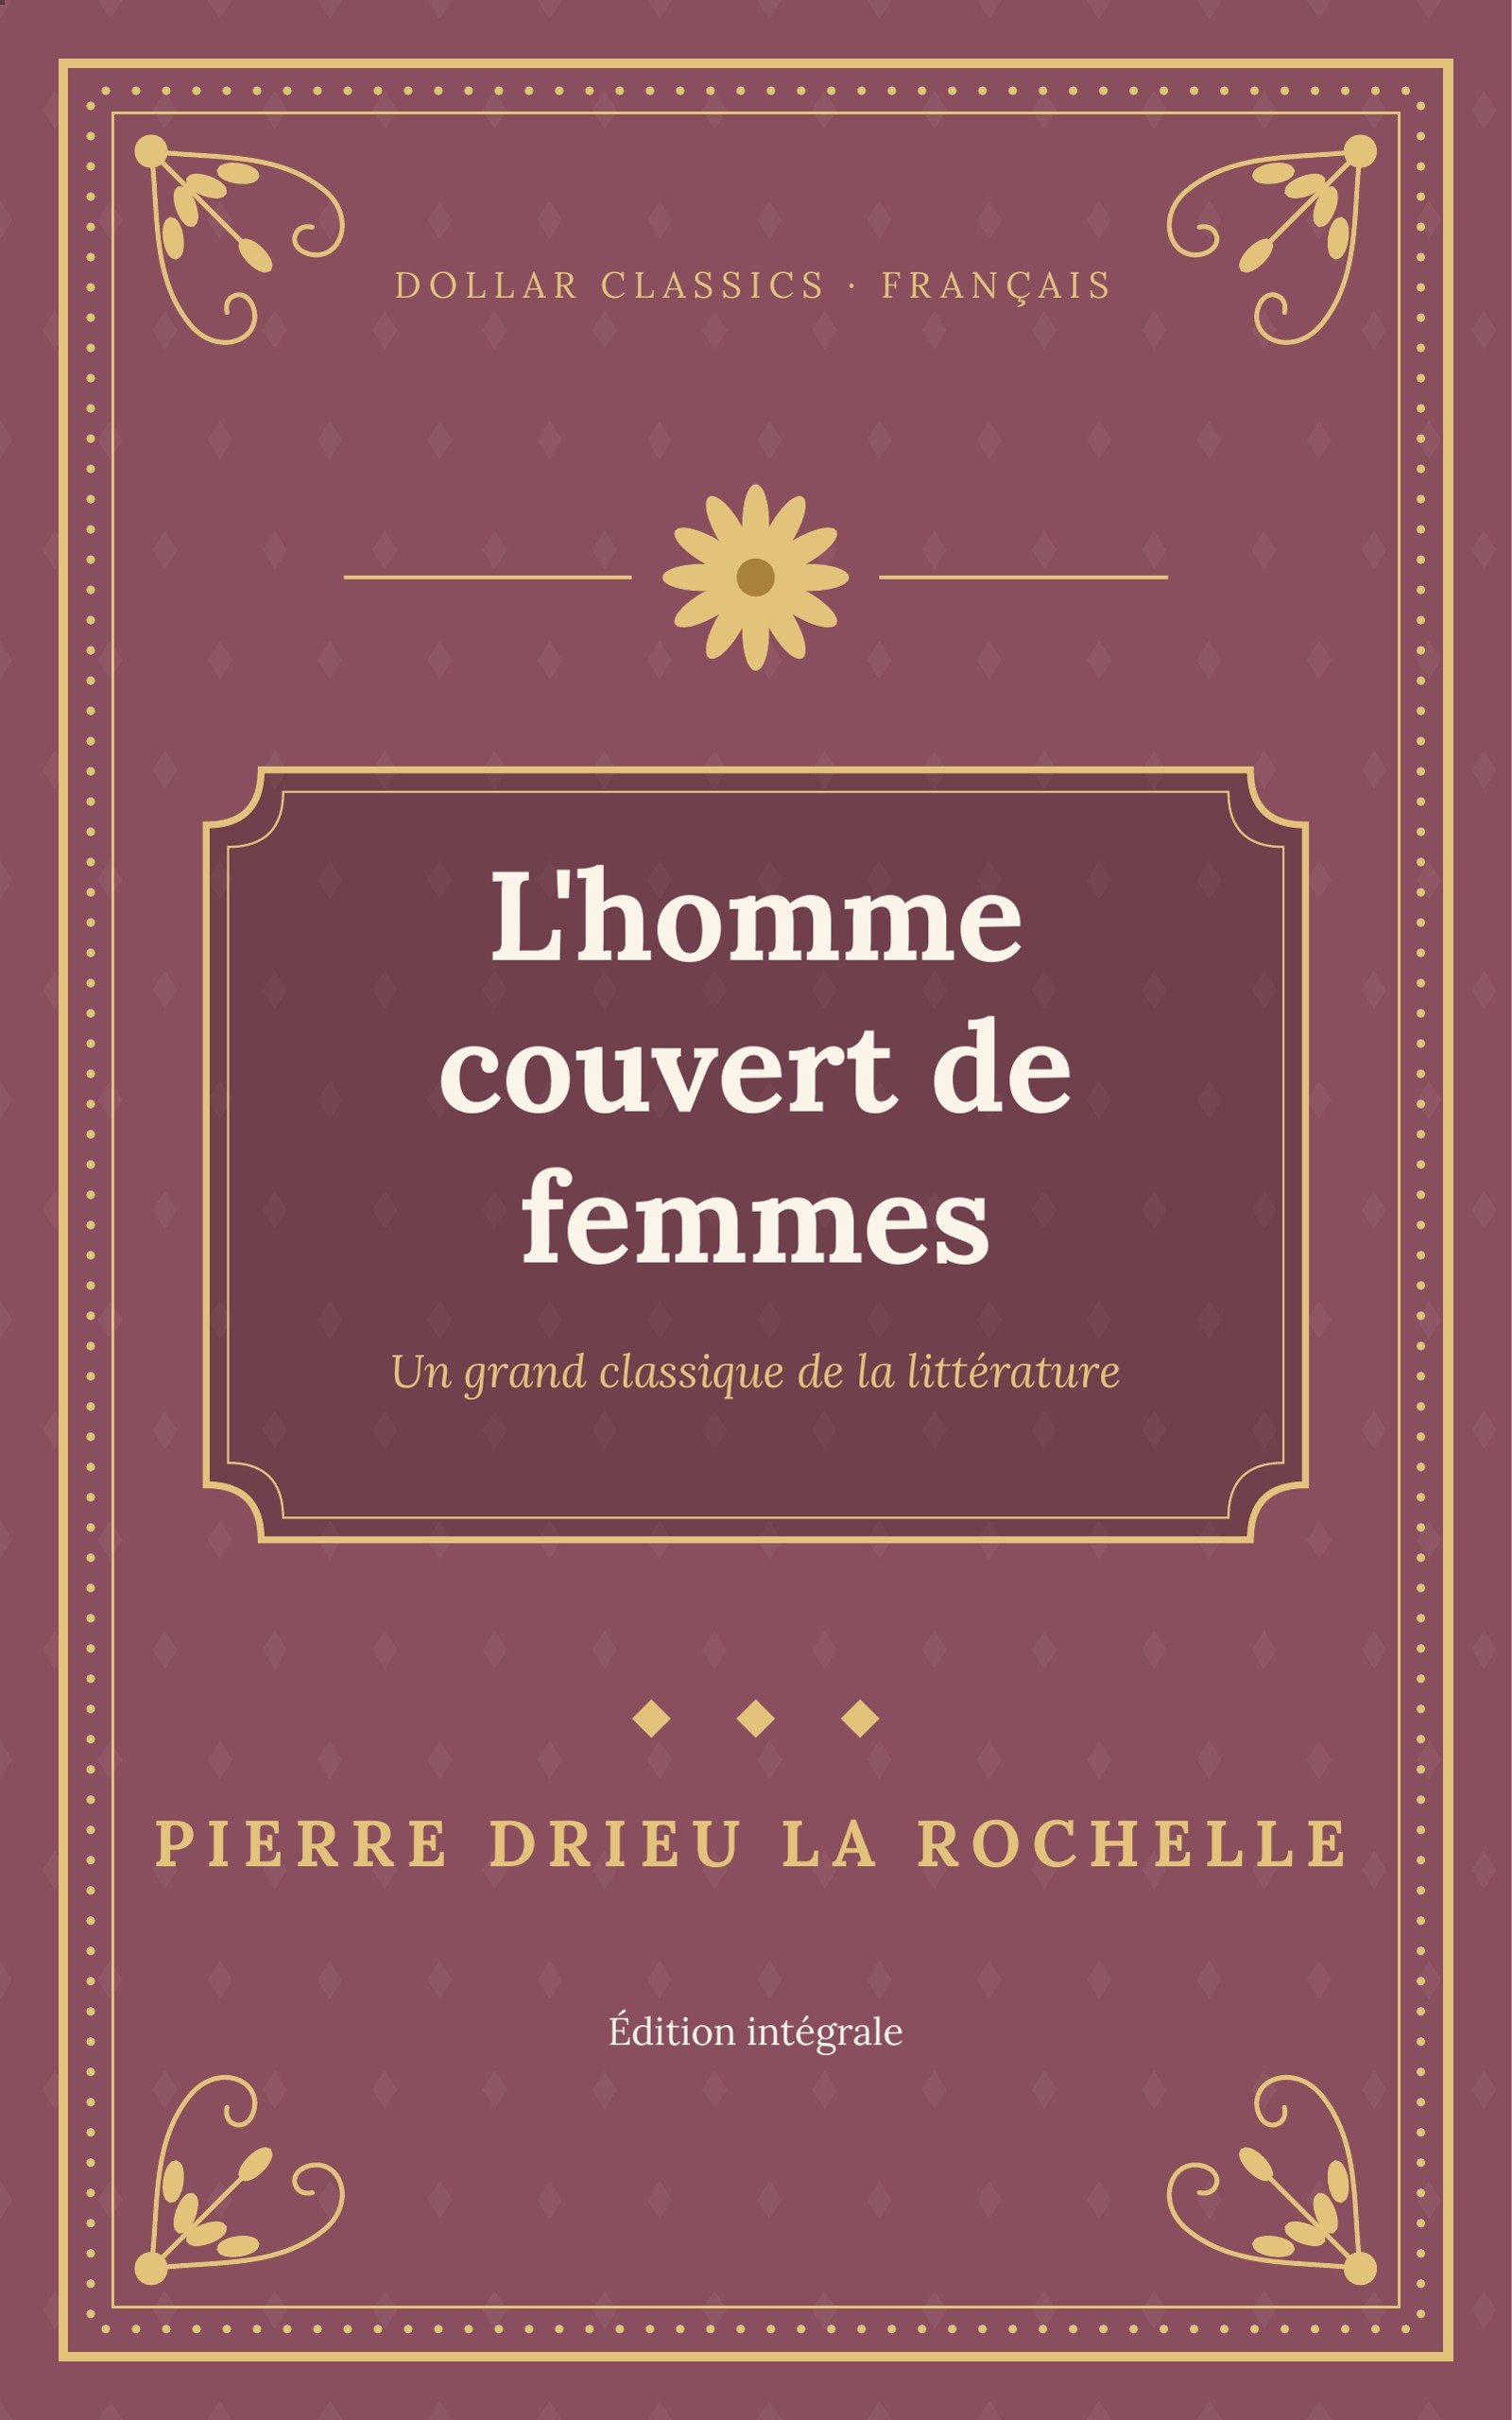 DOLLAR CLASSICS · FRANÇAIS
L'homme
couvert de
femmes
Un grand classique de la littérature
PIERRE DRIEU LA ROCHELLE
Édition intégrale